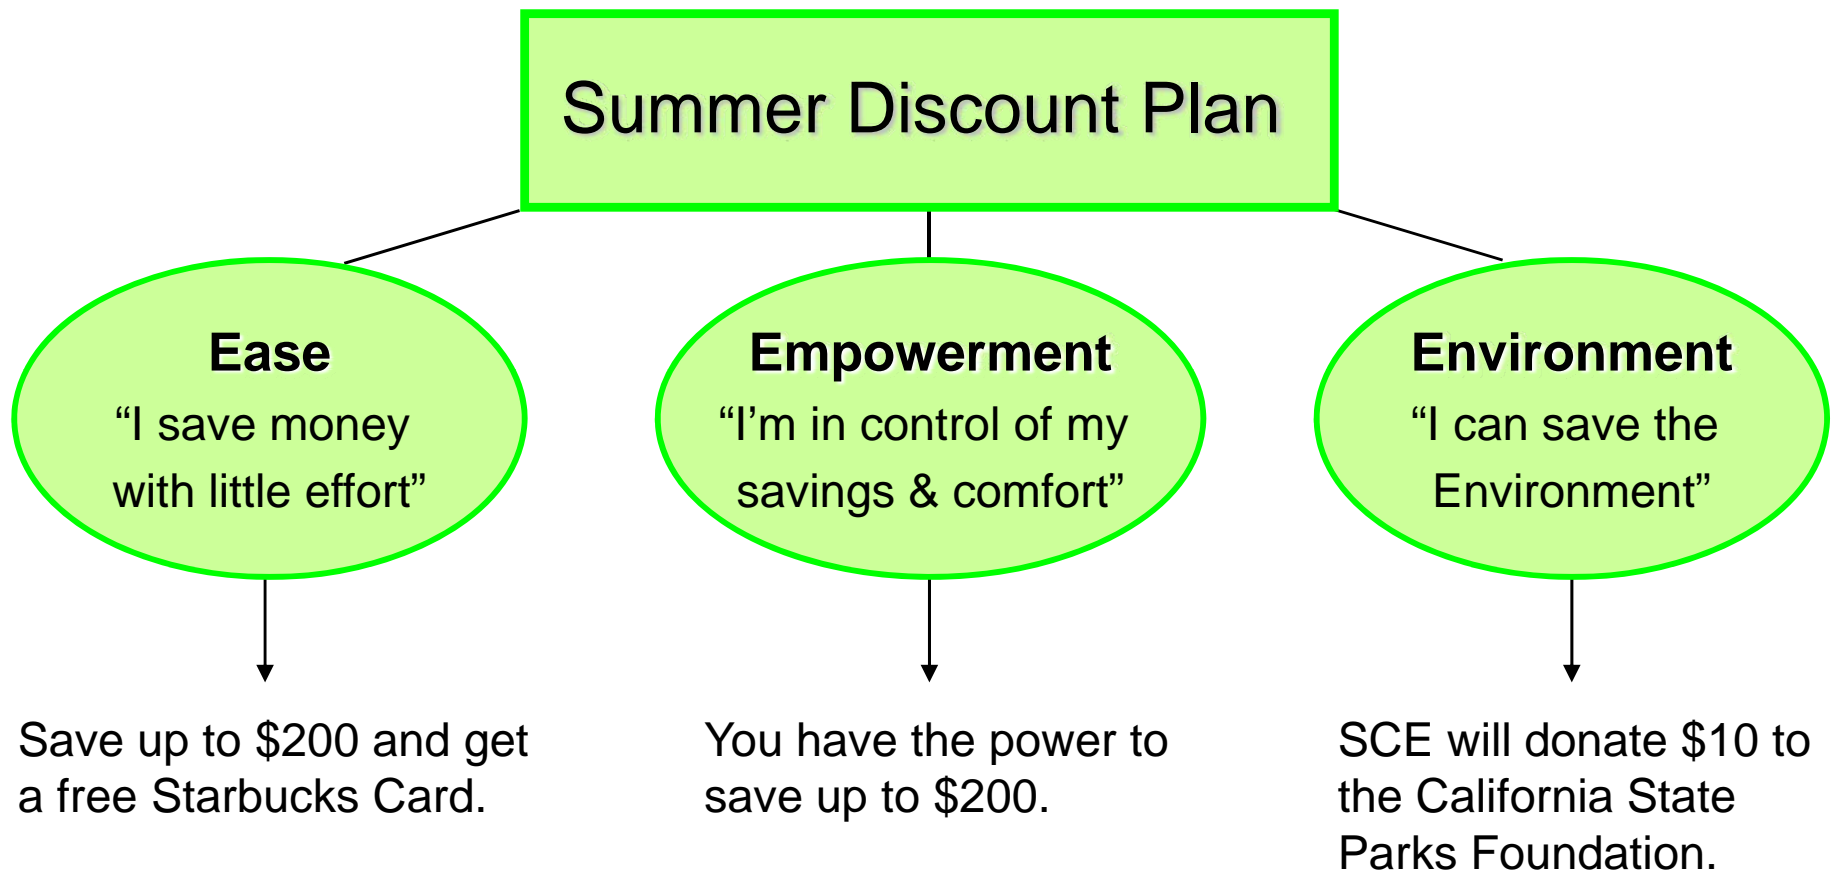 Summer Discount Plan
Ease
“I save money
with little effort”
Empowerment
“I’m in control of my
savings & comfort”
Environment
“I can save the
Environment”
Save up to $200 and get
a free Starbucks Card.
You have the power to
save up to $200.
SCE will donate $10 to
the California State
Parks Foundation.